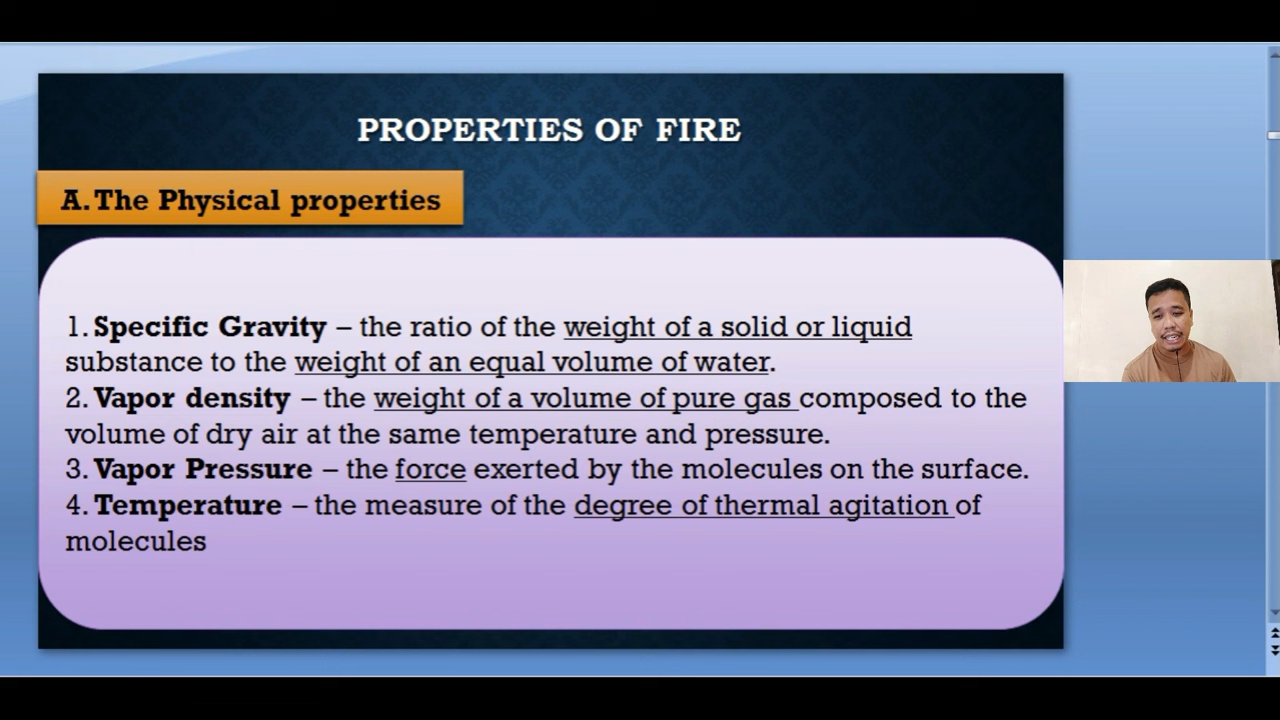 PROPERTIES OF FIRE
A. The Physical properties
1. Specific Gravity – the ratio of the weight of a solid or liquid
substance to the weight of an equal volume of water.
2. Vapor density – the weight of a volume of pure gas composed to the
volume of dry air at the same temperature and pressure.
3. Vapor Pressure – the force exerted by the molecules on the surface.
4. Temperature – the measure of the degree of thermal agitation of
molecules